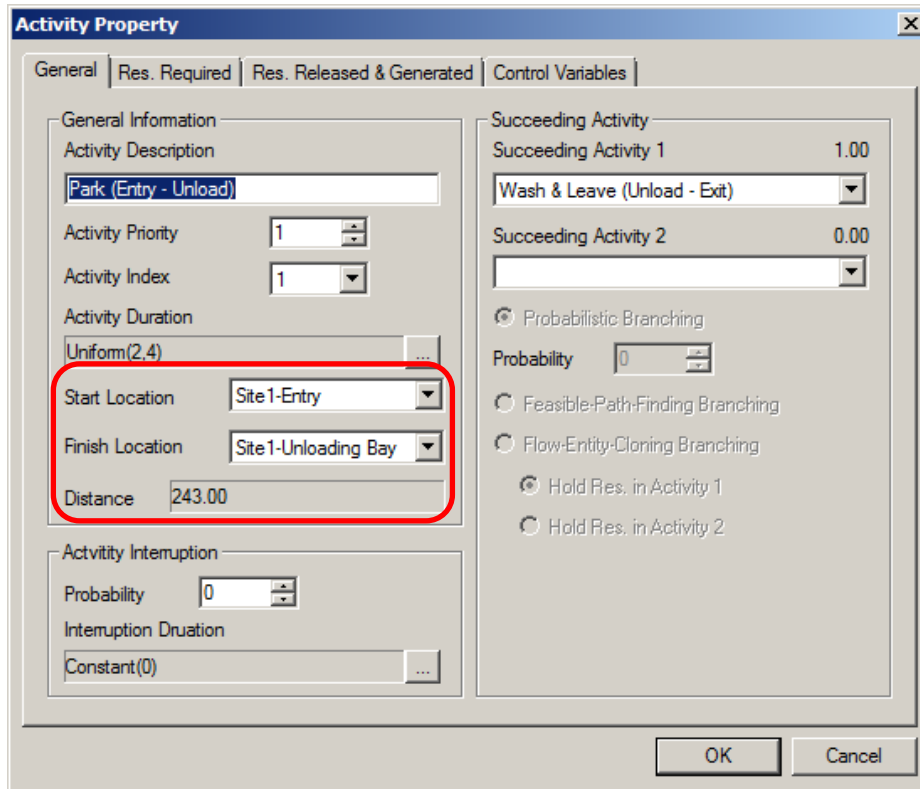 Activity Property
General Res. Required Res. Released & Generated Control Variables
General Information
Activity Description
Park (Entry - Unload)
Activity Priority 1
Activity Index 1
Activity Duration
Uniform(2,4) ...
Start Location Site1-Entry
Finish Location Site1-Unloading Bay
Distance 243.00
Actvitity Interruption
Probability 0
Interruption Druation
Constant(0) ...
Succeeding Activity
Succeeding Activity 1 1.00
Wash & Leave (Unload - Exit)
Succeeding Activity 2 0.00
Probabilistic Branching
Probability 0
Feasible-Path-Finding Branching
Flow-Entity-Cloning Branching
Hold Res. in Activity 1
Hold Res. in Activity 2
OK Cancel